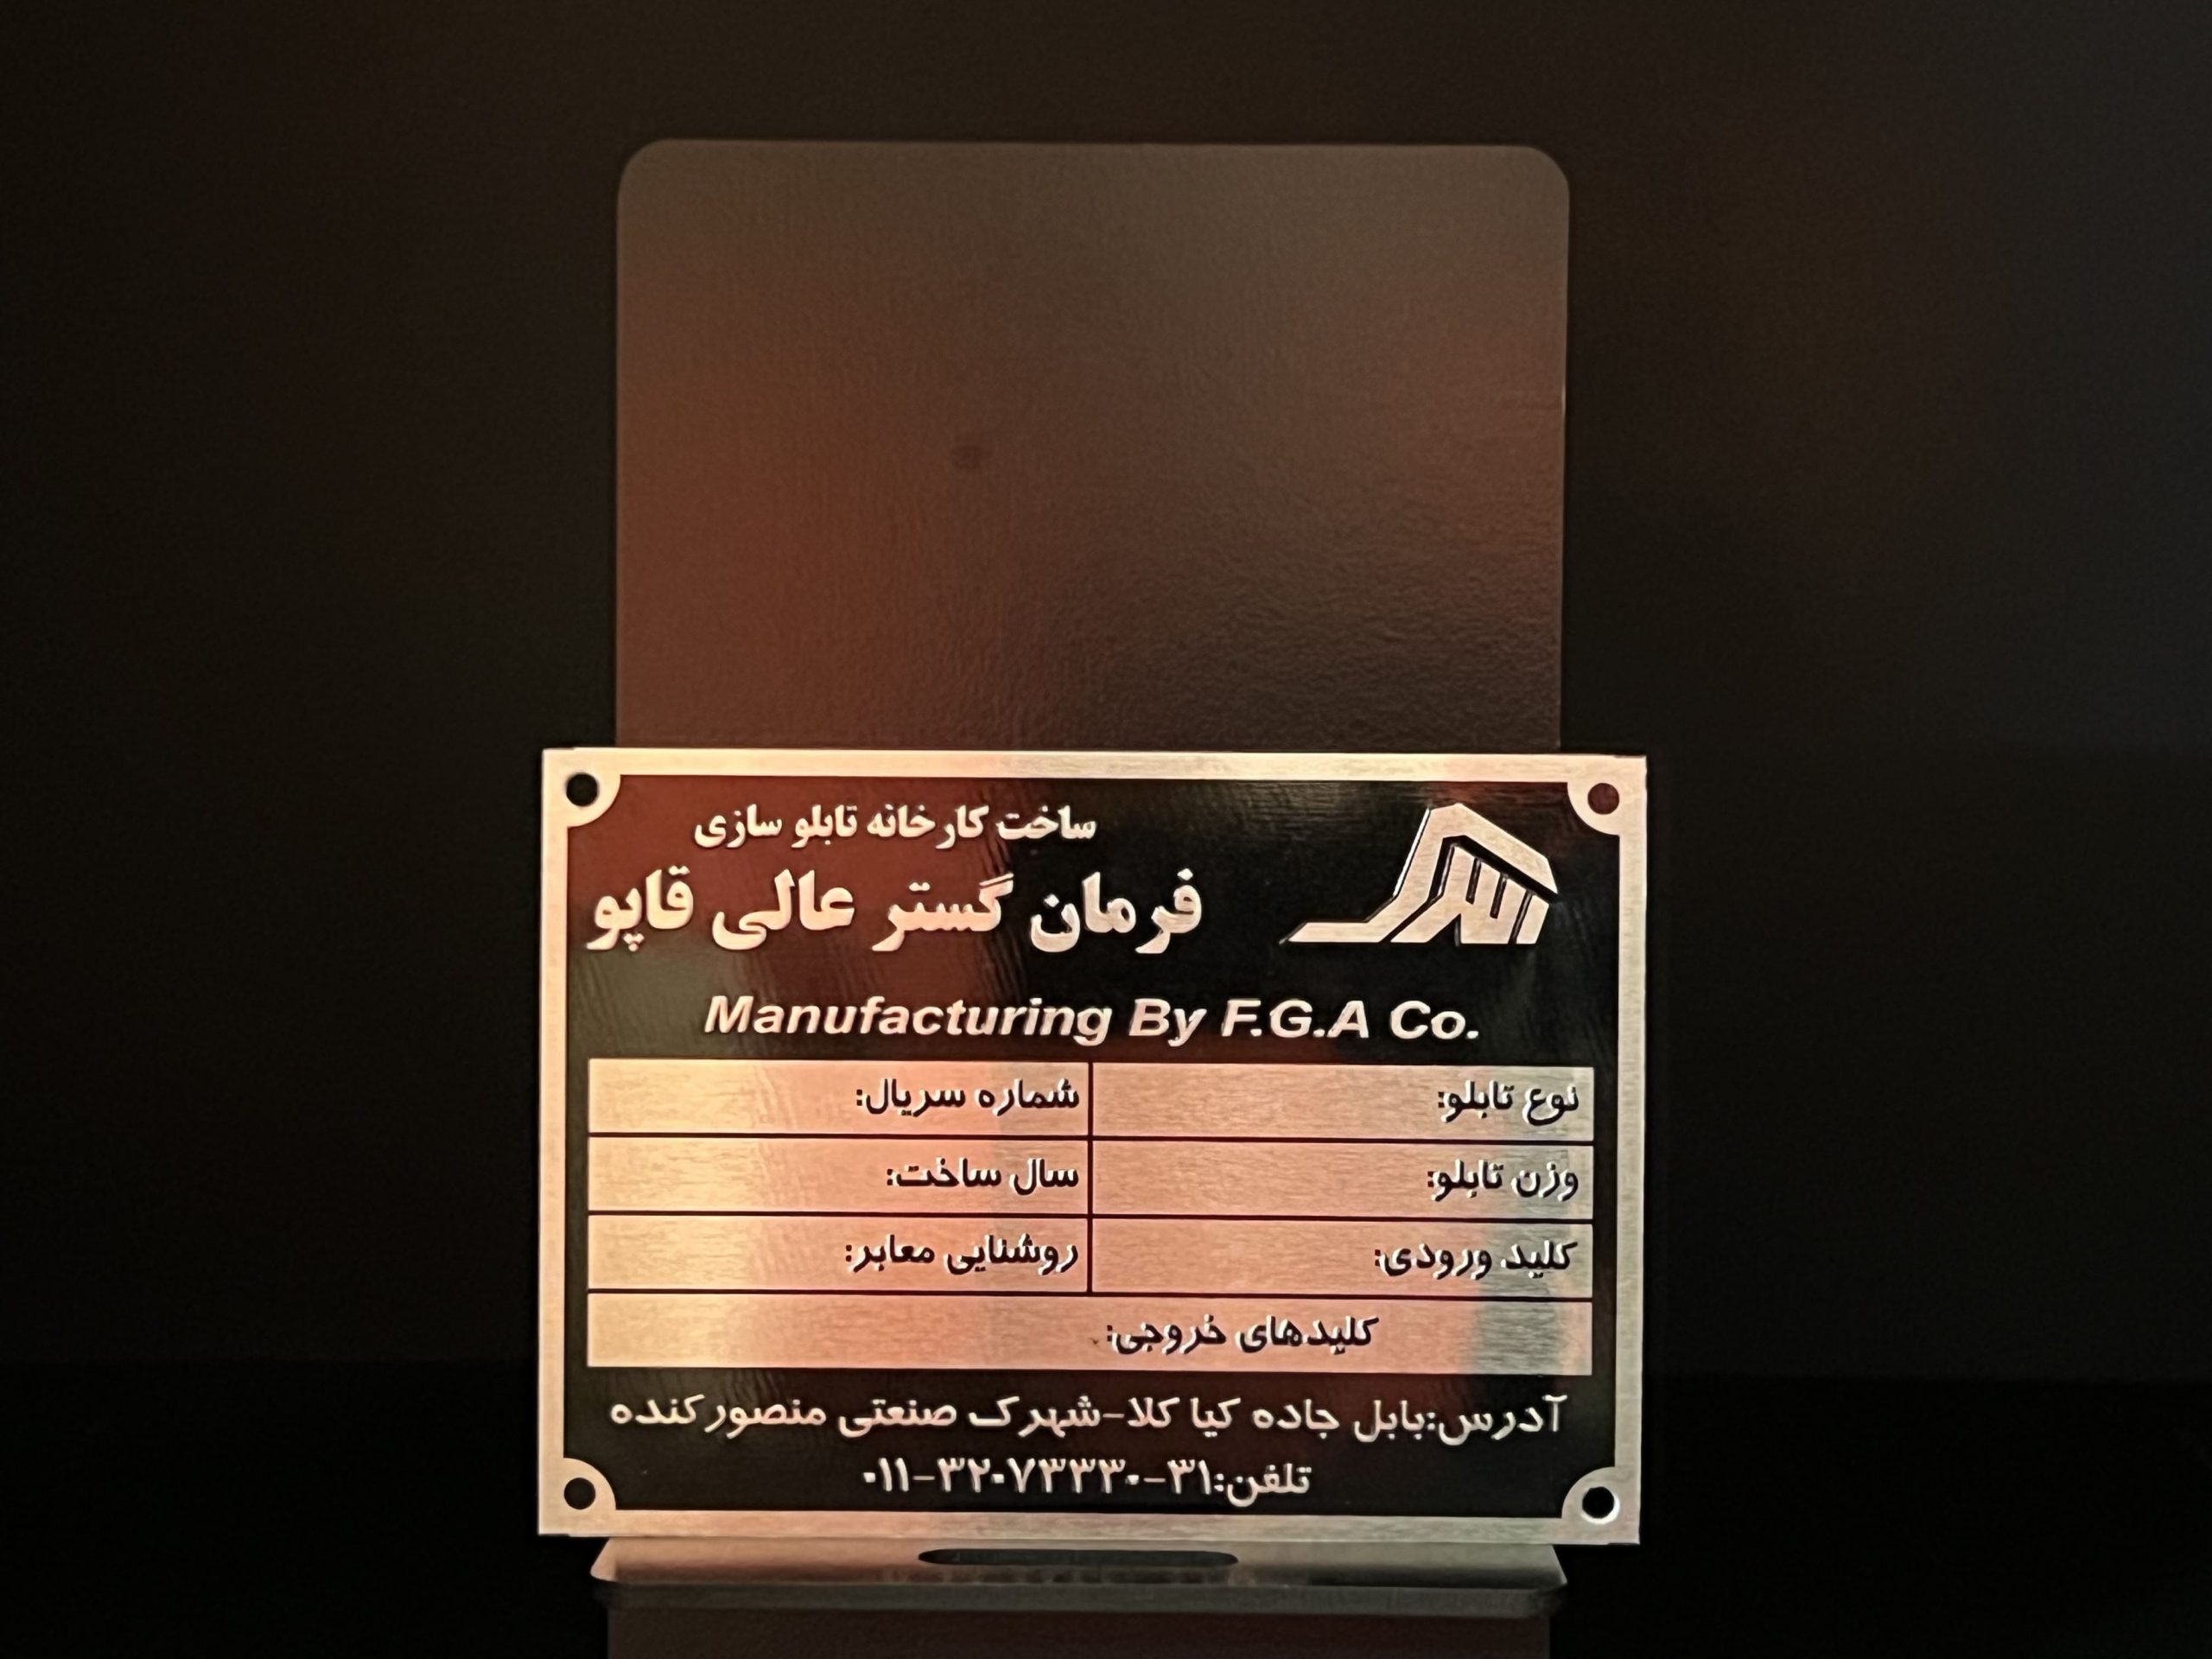 ساخت کارخانه تابلو سازی
فرمان گستر عالی قاپو
Manufacturing By F.G.A Co.
نوع تابلو: شماره سریال:
وزن تابلو: سال ساخت:
کلید ورودی: روشنایی معابر:
کلیدهای خروجی:
آدرس:بابل جاده کیا کلا-شهرک صنعتی منصورکنده
تلفن:۳۱-۳۲۰۷۳۳۳۰-۰۱۱